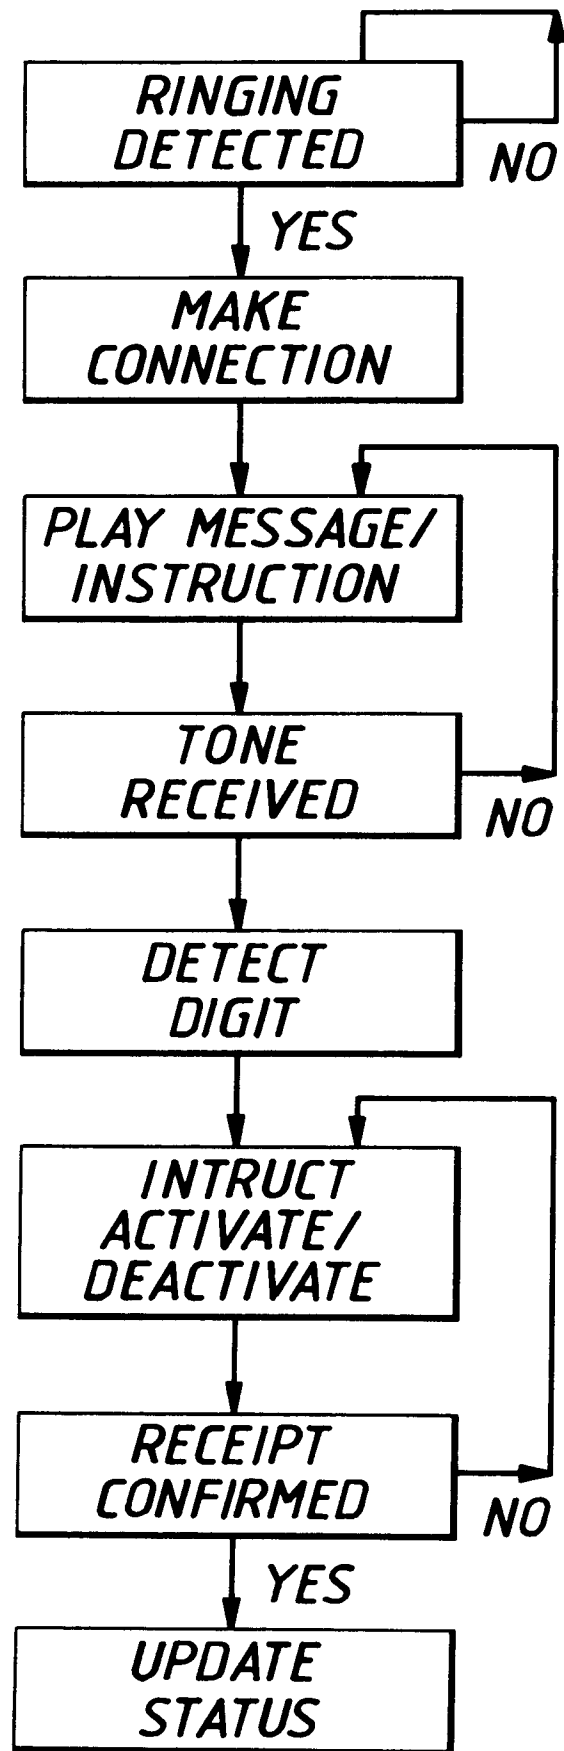 RINGING
DETECTED
NO
YES
MAKE
CONNECTION
PLAY MESSAGE/
INSTRUCTION
TONE
RECEIVED
NO
DETECT
DIGIT
INTRUCT
ACTIVATE/
DEACTIVATE
RECEIPT
CONFIRMED
NO
YES
UPDATE
STATUS